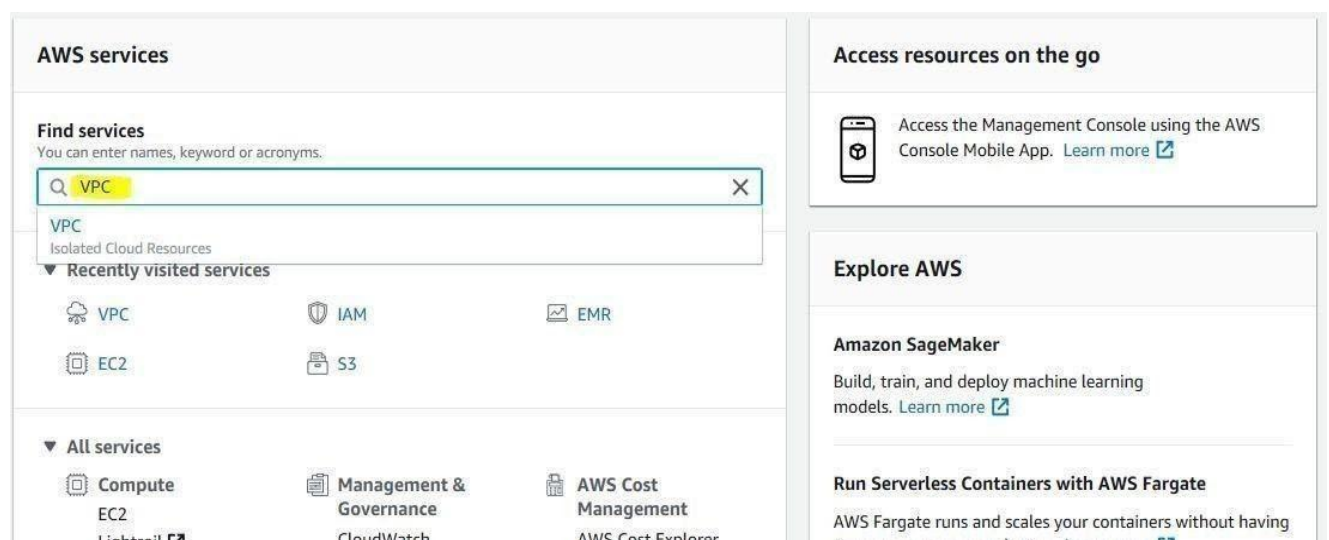 AWS services
Find services
You can enter names, keyword or acronyms.
VPC
VPC
Isolated Cloud Resources
Recently visited services
VPC
IAM
EMR
EC2
S3
All services
Compute
EC2
Management &
Governance
CloudWatch
AWS Cost
Management
AWS Cost Explorer
Access resources on the go
Access the Management Console using the AWS
Console Mobile App. Learn more
Explore AWS
Amazon SageMaker
Build, train, and deploy machine learning
models. Learn more
Run Serverless Containers with AWS Fargate
AWS Fargate runs and scales your containers without having